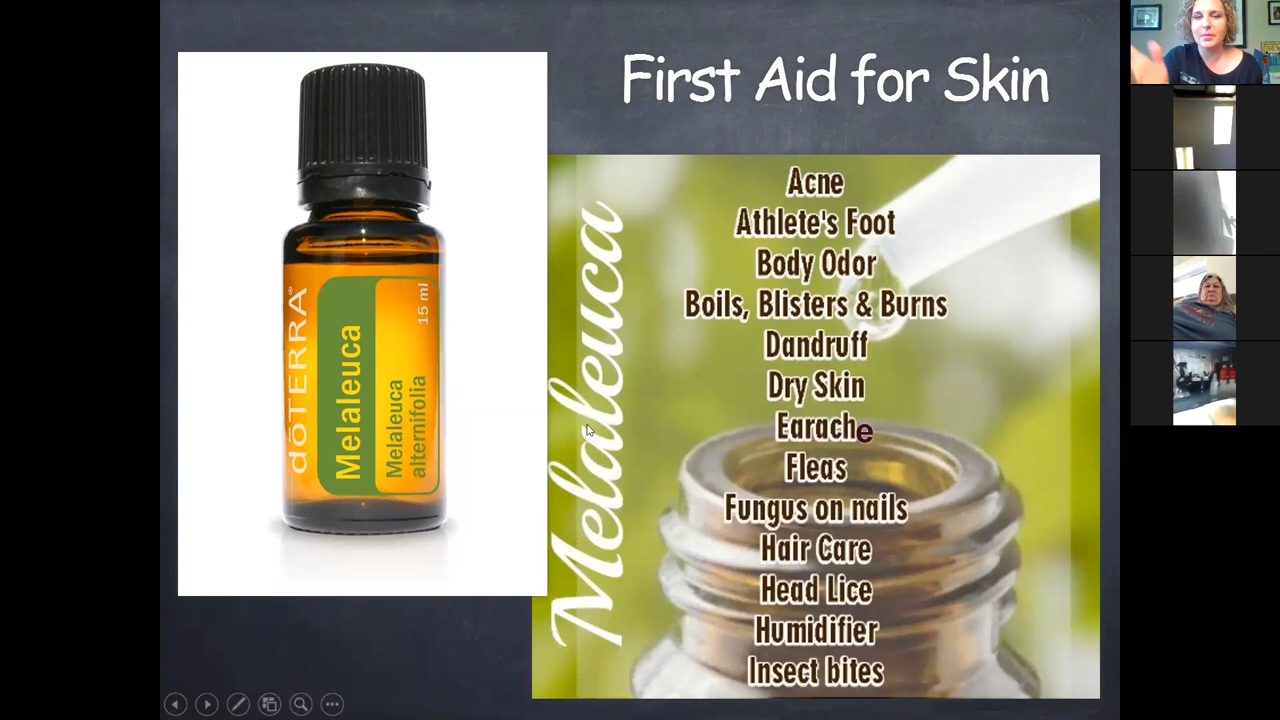 First Aid for Skin
dōTERRA®
Melaleuca
Melaleuca
alternifolia
15 ml
Melaleuca
Acne
Athlete's Foot
Body Odor
Boils, Blisters & Burns
Dandruff
Dry Skin
Earache
Fleas
Fungus on nails
Hair Care
Head Lice
Humidifier
Insect bites